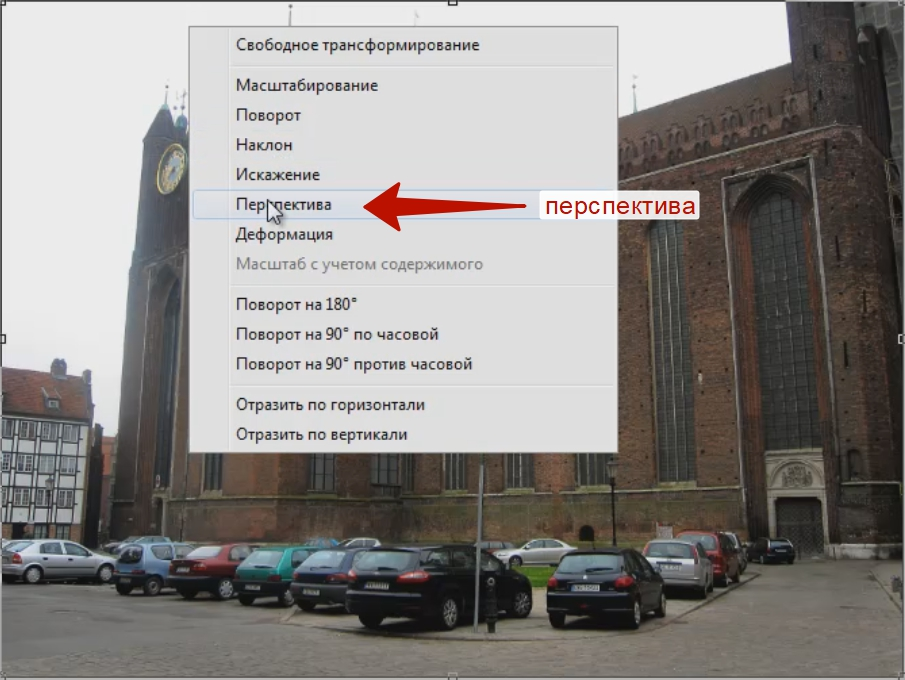 Свободное трансформирование
Масштабирование
Поворот
Наклон
Искажение
Перспектива
перспектива
Деформация
Масштаб с учетом содержимого
Поворот на 180°
Поворот на 90° по часовой
Поворот на 90° против часовой
Отразить по горизонтали
Отразить по вертикали